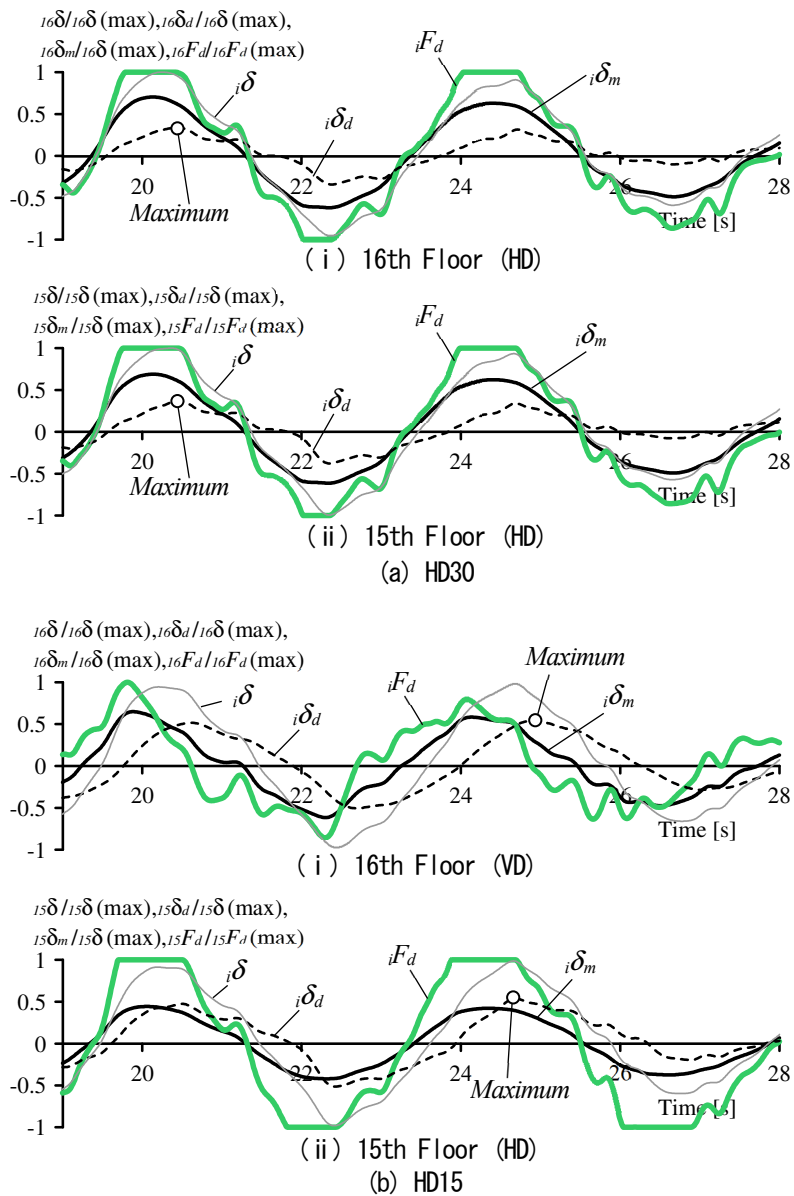 16δ/16δ(max),16δd/16δ(max),
16δm/16δ(max),16Fd/16Fd(max)
1
0.5
0
-0.5
-1
20
22
24
26
28
iδ
iFd
iδm
iδd
Maximum
Time [s]
(i) 16th Floor (HD)
15δ/15δ(max),15δd/15δ(max),
15δm/15δ(max),15Fd/15Fd(max)
1
0.5
0
-0.5
-1
20
22
24
26
28
iδ
iFd
iδm
iδd
Maximum
Time [s]
(ii) 15th Floor (HD)
(a) HD30
16δ/16δ(max),16δd/16δ(max),
16δm/16δ(max),16Fd/16Fd(max)
1
0.5
0
-0.5
-1
20
22
24
26
28
iδ
iδd
iFd
Maximum
iδm
Time [s]
(i) 16th Floor (VD)
15δ/15δ(max),15δd/15δ(max),
15δm/15δ(max),15Fd/15Fd(max)
1
0.5
0
-0.5
-1
20
22
24
26
28
iδ
iδd
iFd
iδm
Maximum
Time [s]
(ii) 15th Floor (HD)
(b) HD15